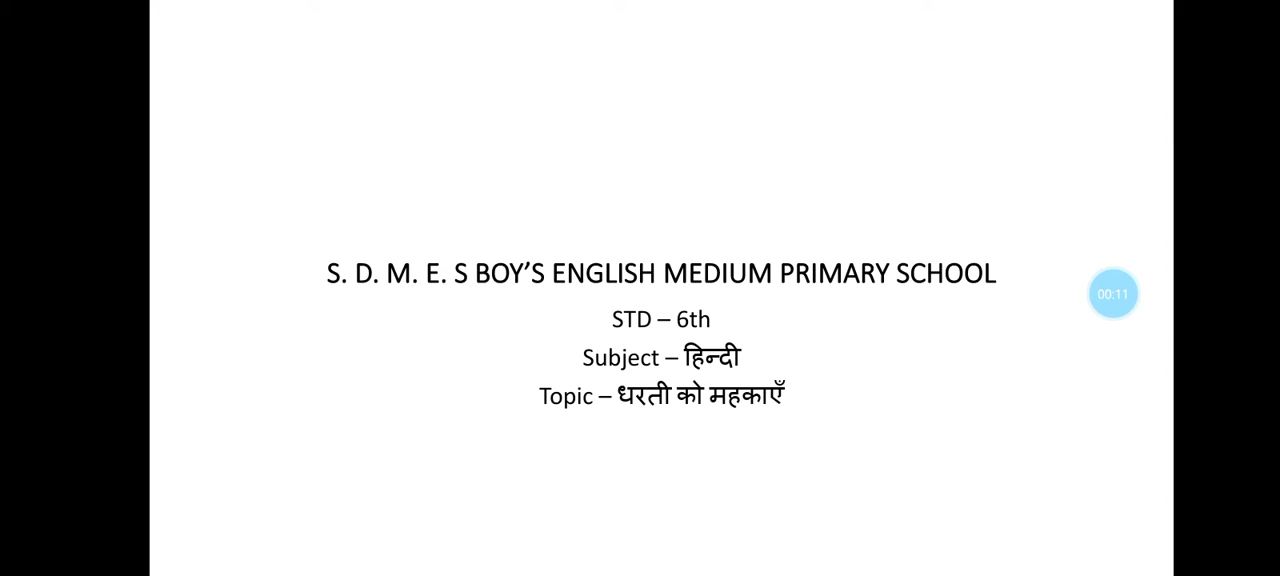 S. D. M. E. S BOY’S ENGLISH MEDIUM PRIMARY SCHOOL
STD – 6th
00:11
Subject – हिन्दी
Topic – धरती को महकाएँ